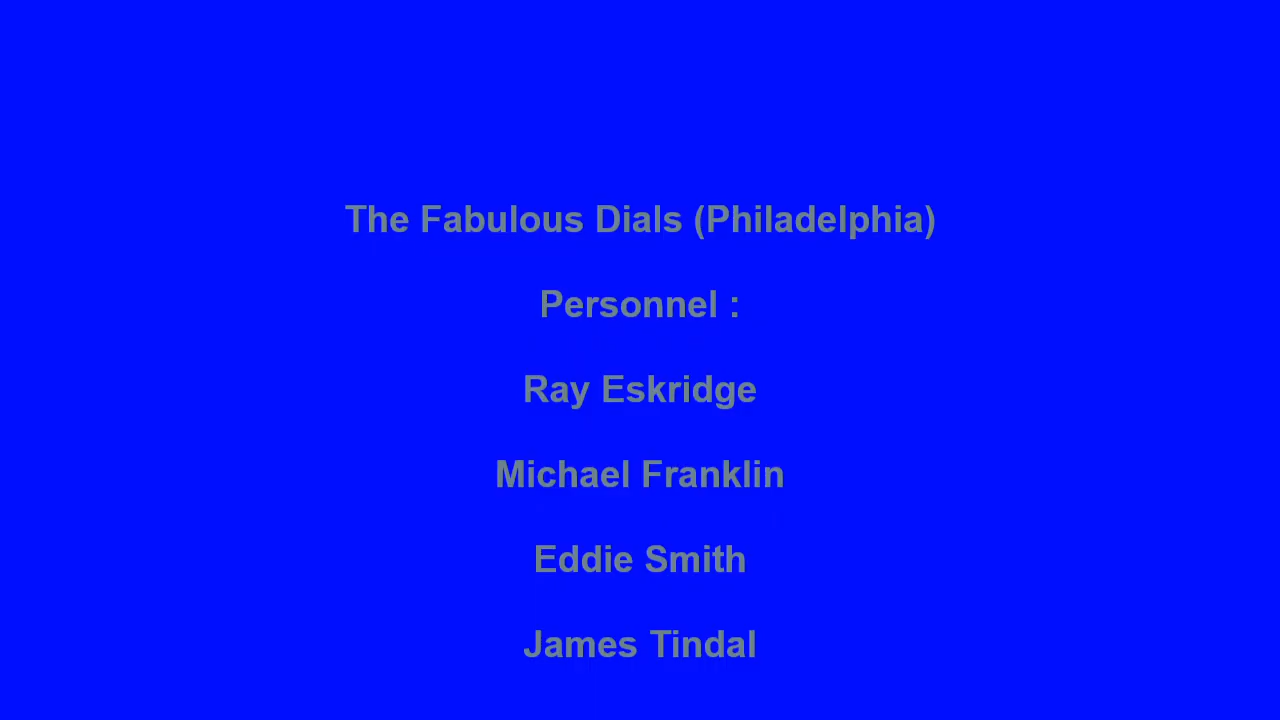 The Fabulous Dials (Philadelphia)
Personnel :
Ray Eskridge
Michael Franklin
Eddie Smith
James Tindal